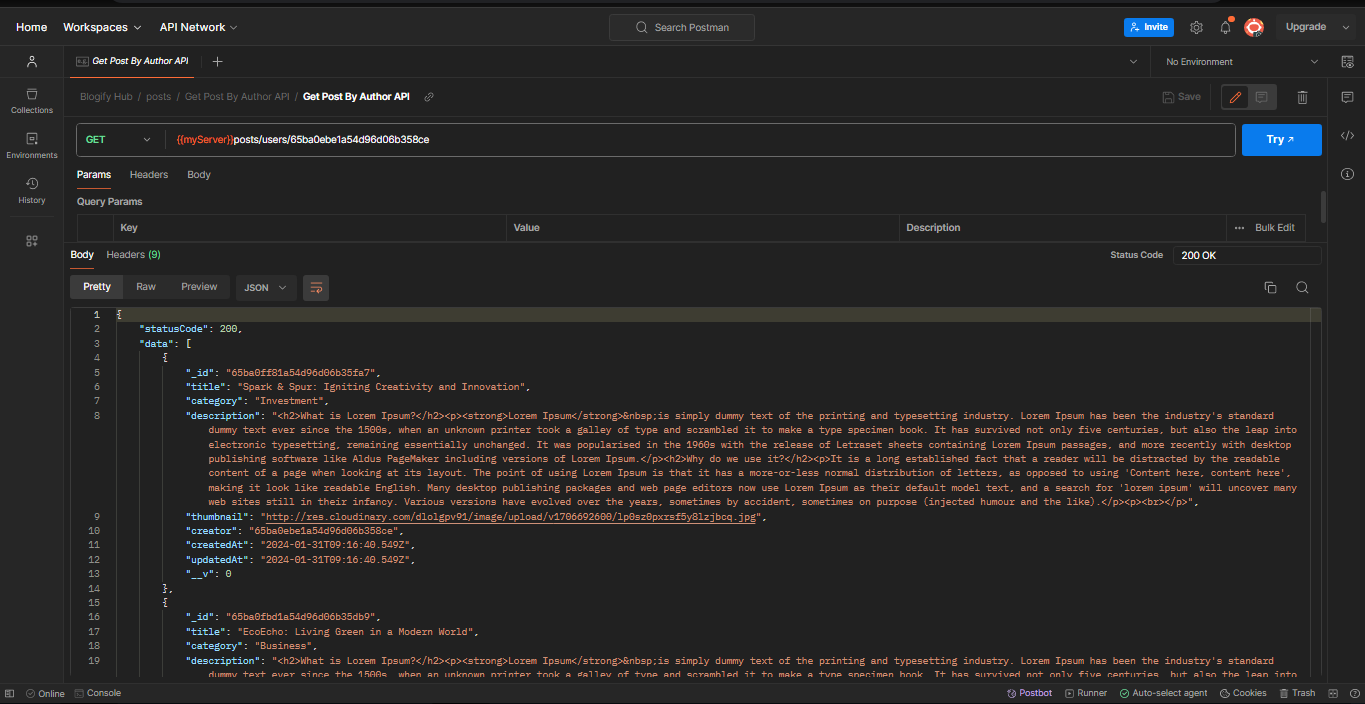 Home Workspaces API Network Search Postman Invite Upgrade
Get Post By Author API No Environment
Blogify Hub / posts / Get Post By Author API / Get Post By Author API Save
Collections
Environments
History
GET {{myServer}}posts/users/65ba0ebe1a54d96d06b358ce Try
Params Headers Body
Query Params
Key Value Description Bulk Edit
Body Headers (9) Status Code 200 OK
Pretty Raw Preview JSON
1 {
2 "statusCode": 200,
3 "data": [
4 {
5 "_id": "65ba0ff81a54d96d06b35fa7",
6 "title": "Spark & Spur: Igniting Creativity and Innovation",
7 "category": "Investment",
8 "description": "<h2>What is Lorem Ipsum?</h2><p><strong>Lorem Ipsum</strong>&nbsp;is simply dummy text of the printing and typesetting industry. Lorem Ipsum has been the industry's standard
dummy text ever since the 1500s, when an unknown printer took a galley of type and scrambled it to make a type specimen book. It has survived not only five centuries, but also the leap into
electronic typesetting, remaining essentially unchanged. It was popularised in the 1960s with the release of Letraset sheets containing Lorem Ipsum passages, and more recently with desktop
publishing software like Aldus PageMaker including versions of Lorem Ipsum.</p><h2>Why do we use it?</h2><p>It is a long established fact that a reader will be distracted by the readable
content of a page when looking at its layout. The point of using Lorem Ipsum is that it has a more-or-less normal distribution of letters, as opposed to using 'Content here, content here',
making it look like readable English. Many desktop publishing packages and web page editors now use Lorem Ipsum as their default model text, and a search for 'lorem ipsum' will uncover many
web sites still in their infancy. Various versions have evolved over the years, sometimes by accident, sometimes on purpose (injected humour and the like).</p><p><br></p>",
9 "thumbnail": "http://res.cloudinary.com/dlolgpv91/image/upload/v1706692600/lp0sz0pxrsf5y8lzjbcq.jpg",
10 "creator": "65ba0ebe1a54d96d06b358ce",
11 "createdAt": "2024-01-31T09:16:40.549Z",
12 "updatedAt": "2024-01-31T09:16:40.549Z",
13 "__v": 0
14 },
15 {
16 "_id": "65ba0fbd1a54d96d06b35db9",
17 "title": "EcoEcho: Living Green in a Modern World",
18 "category": "Business",
19 "description": "<h2>What is Lorem Ipsum?</h2><p><strong>Lorem Ipsum</strong>&nbsp;is simply dummy text of the printing and typesetting industry. Lorem Ipsum has been the industry's standard
dummy text ever since the 1500s, when an unknown printer took a galley of type and scrambled it to make a type specimen book. It has survived not only five centuries, but also the leap into
Online Console Postbot Runner Auto-select agent Cookies Trash